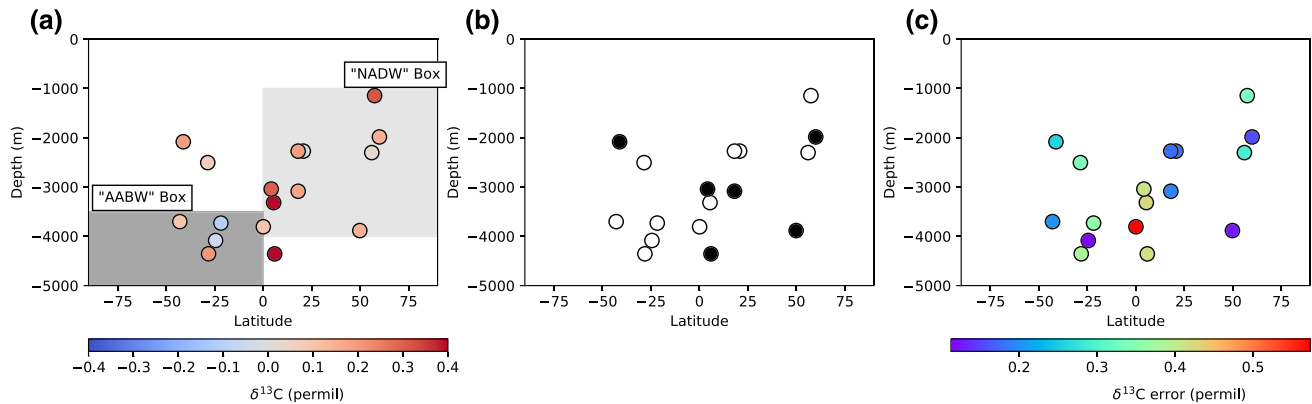 (a)
0
−1000
−2000
−3000
−4000
−5000
Depth (m)
"NADW" Box
"AABW" Box
−75 −50 −25 0 25 50 75
Latitude
−0.4 −0.3 −0.2 −0.1 0.0 0.1 0.2 0.3 0.4
δ¹³C (permil)
(b)
0
−1000
−2000
−3000
−4000
−5000
Depth (m)
−75 −50 −25 0 25 50 75
Latitude
(c)
0
−1000
−2000
−3000
−4000
−5000
Depth (m)
−75 −50 −25 0 25 50 75
Latitude
0.2 0.3 0.4 0.5
δ¹³C error (permil)